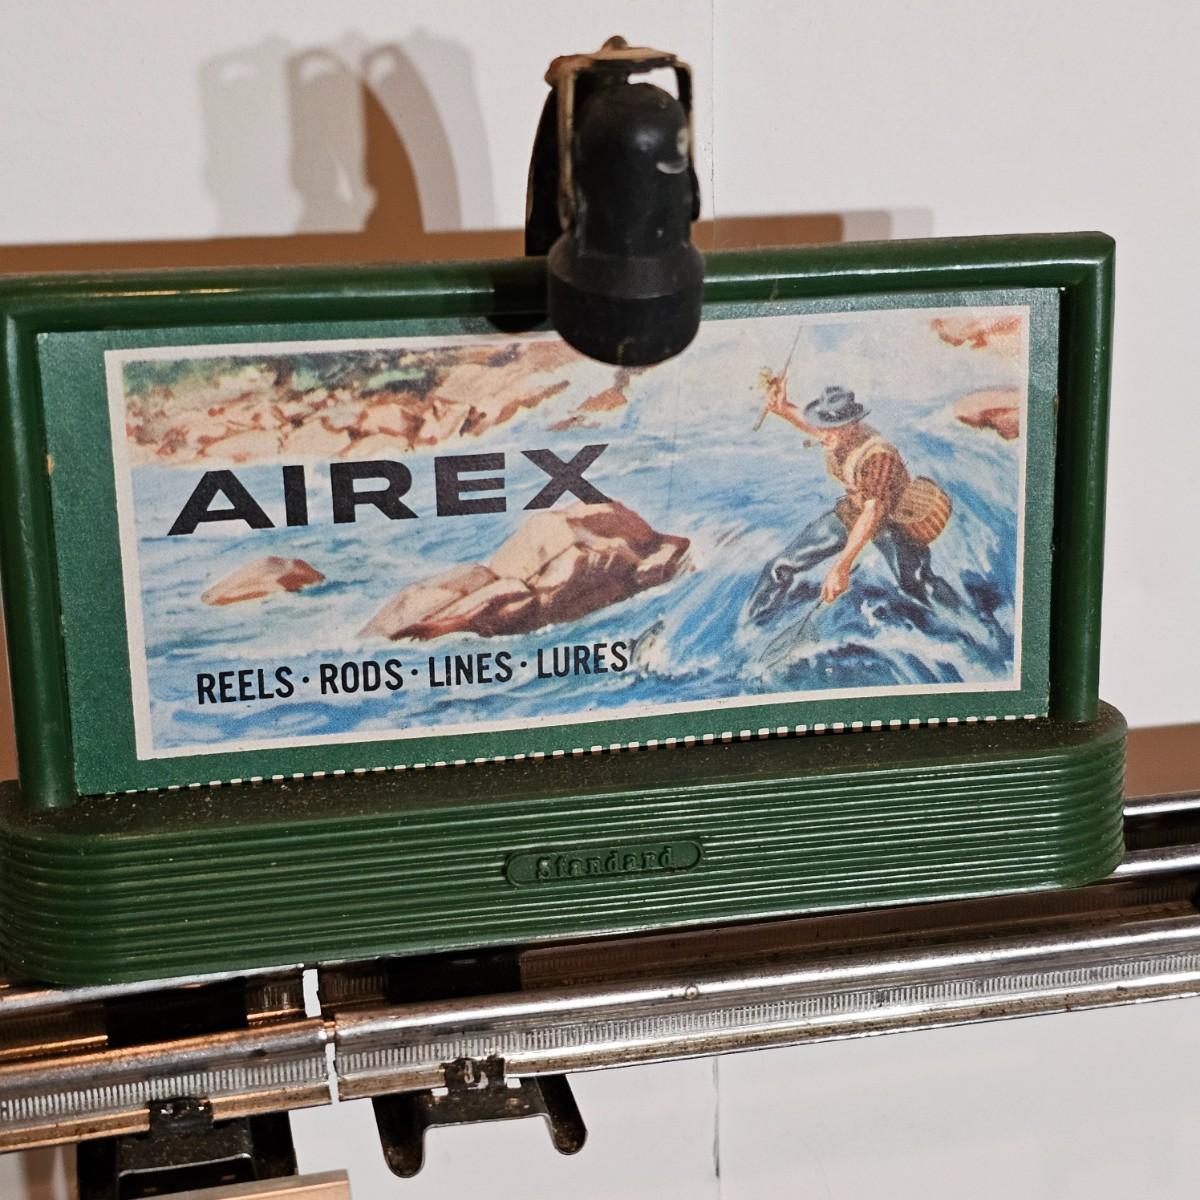 AIREX
REELS · RODS · LINES · LURES
Standard